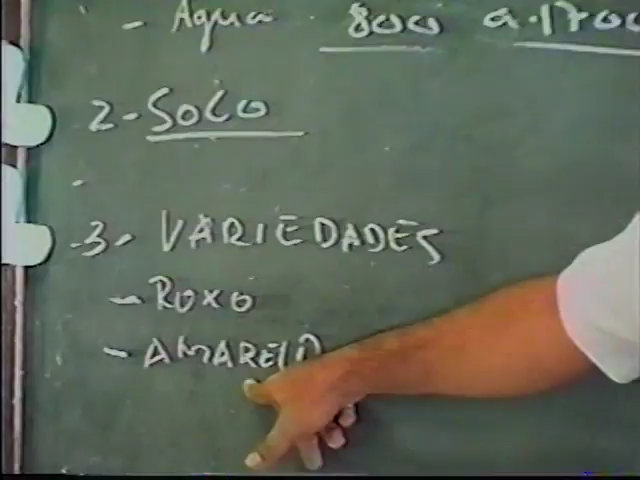 - Agua . 800 a 1700
2 - SOLO
-
3 - VARIEDADES
- ROXO
- AMARELO